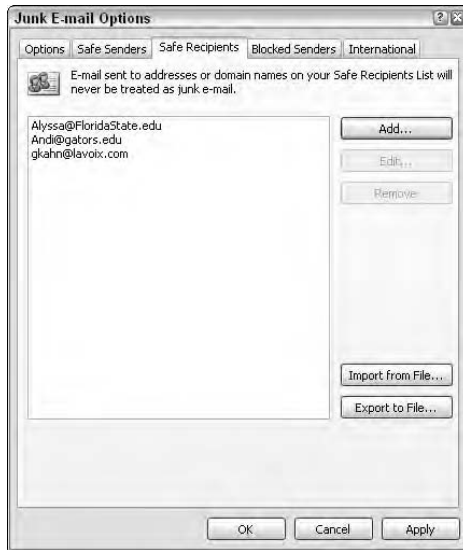 Junk E-mail Options
Options Safe Senders Safe Recipients Blocked Senders International
E-mail sent to addresses or domain names on your Safe Recipients List will
never be treated as junk e-mail.
Alyssa@FloridaState.edu
Andi@gators.edu
gkahn@lavoix.com
Add...
Edit...
Remove
Import from File...
Export to File...
OK Cancel Apply